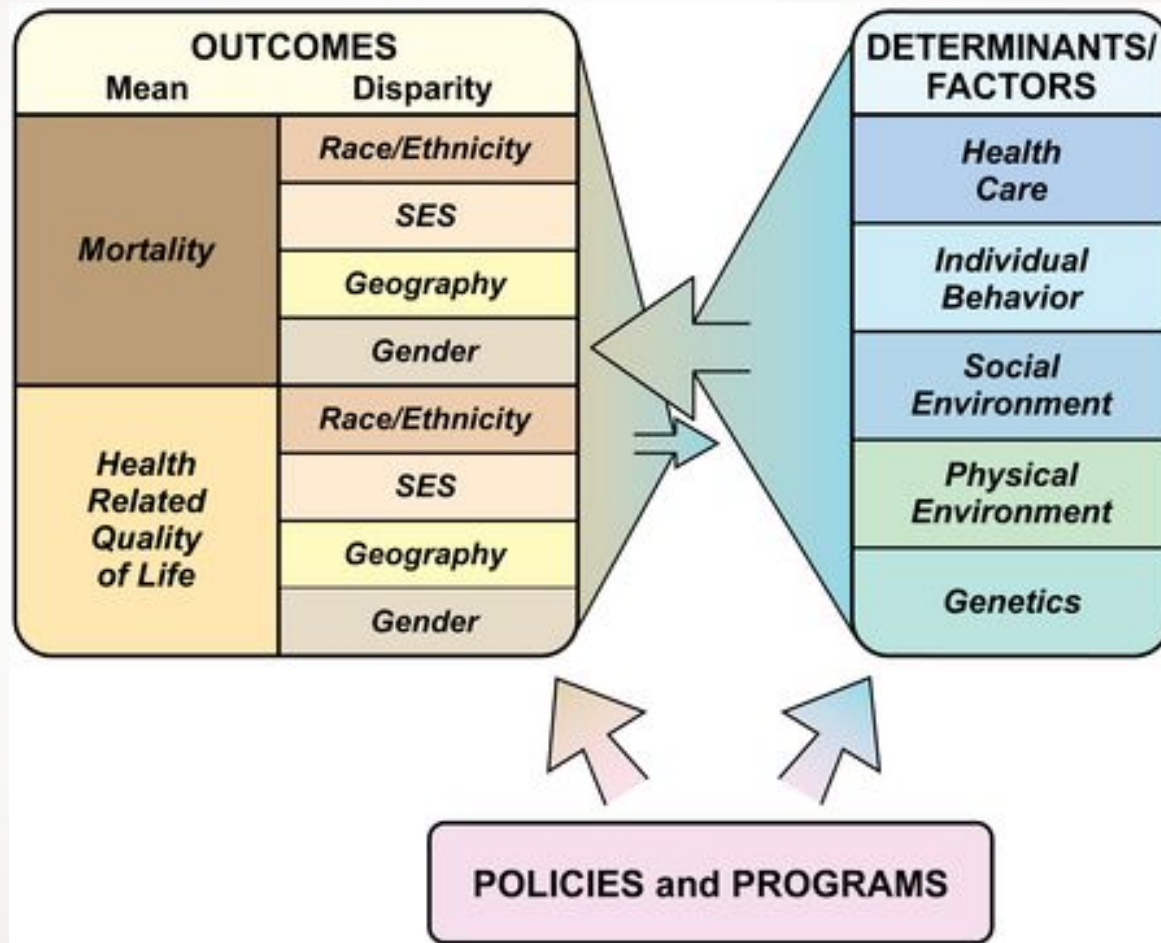 OUTCOMES
Mean Disparity
Mortality
Race/Ethnicity
SES
Geography
Gender
Health
Related
Quality
of Life
Race/Ethnicity
SES
Geography
Gender
DETERMINANTS/
FACTORS
Health
Care
Individual
Behavior
Social
Environment
Physical
Environment
Genetics
POLICIES and PROGRAMS